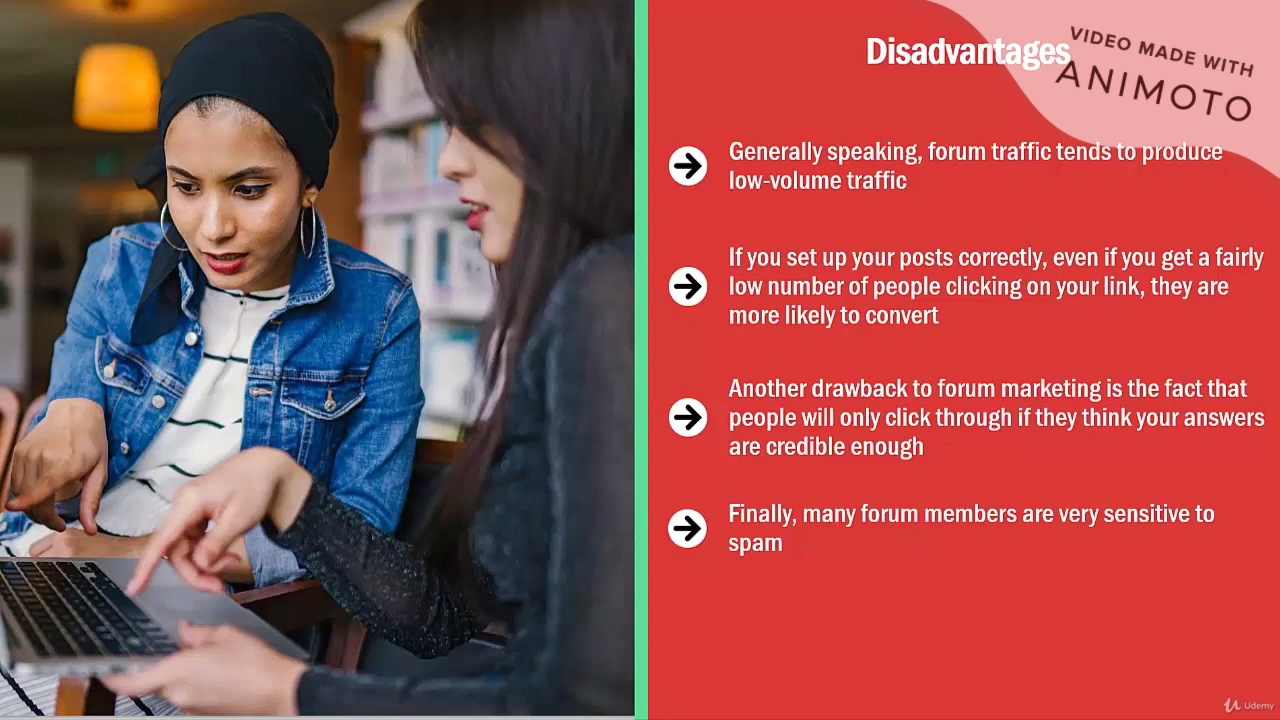 Disadvantages
VIDEO MADE WITH
ANIMOTO
Generally speaking, forum traffic tends to produce
low-volume traffic
If you set up your posts correctly, even if you get a fairly
low number of people clicking on your link, they are
more likely to convert
Another drawback to forum marketing is the fact that
people will only click through if they think your answers
are credible enough
Finally, many forum members are very sensitive to
spam
Udemy